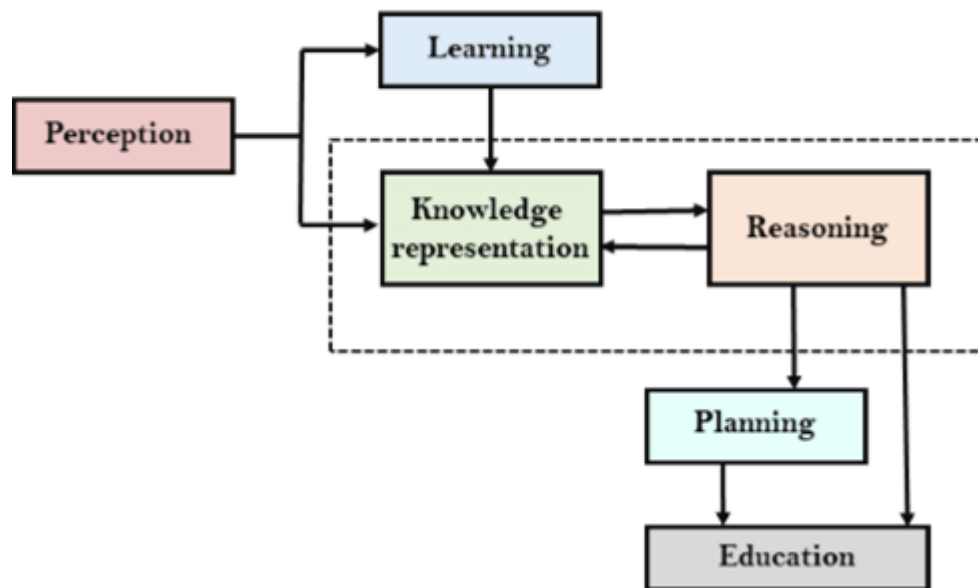 Learning
Perception
Knowledge
representation
Reasoning
Planning
Education